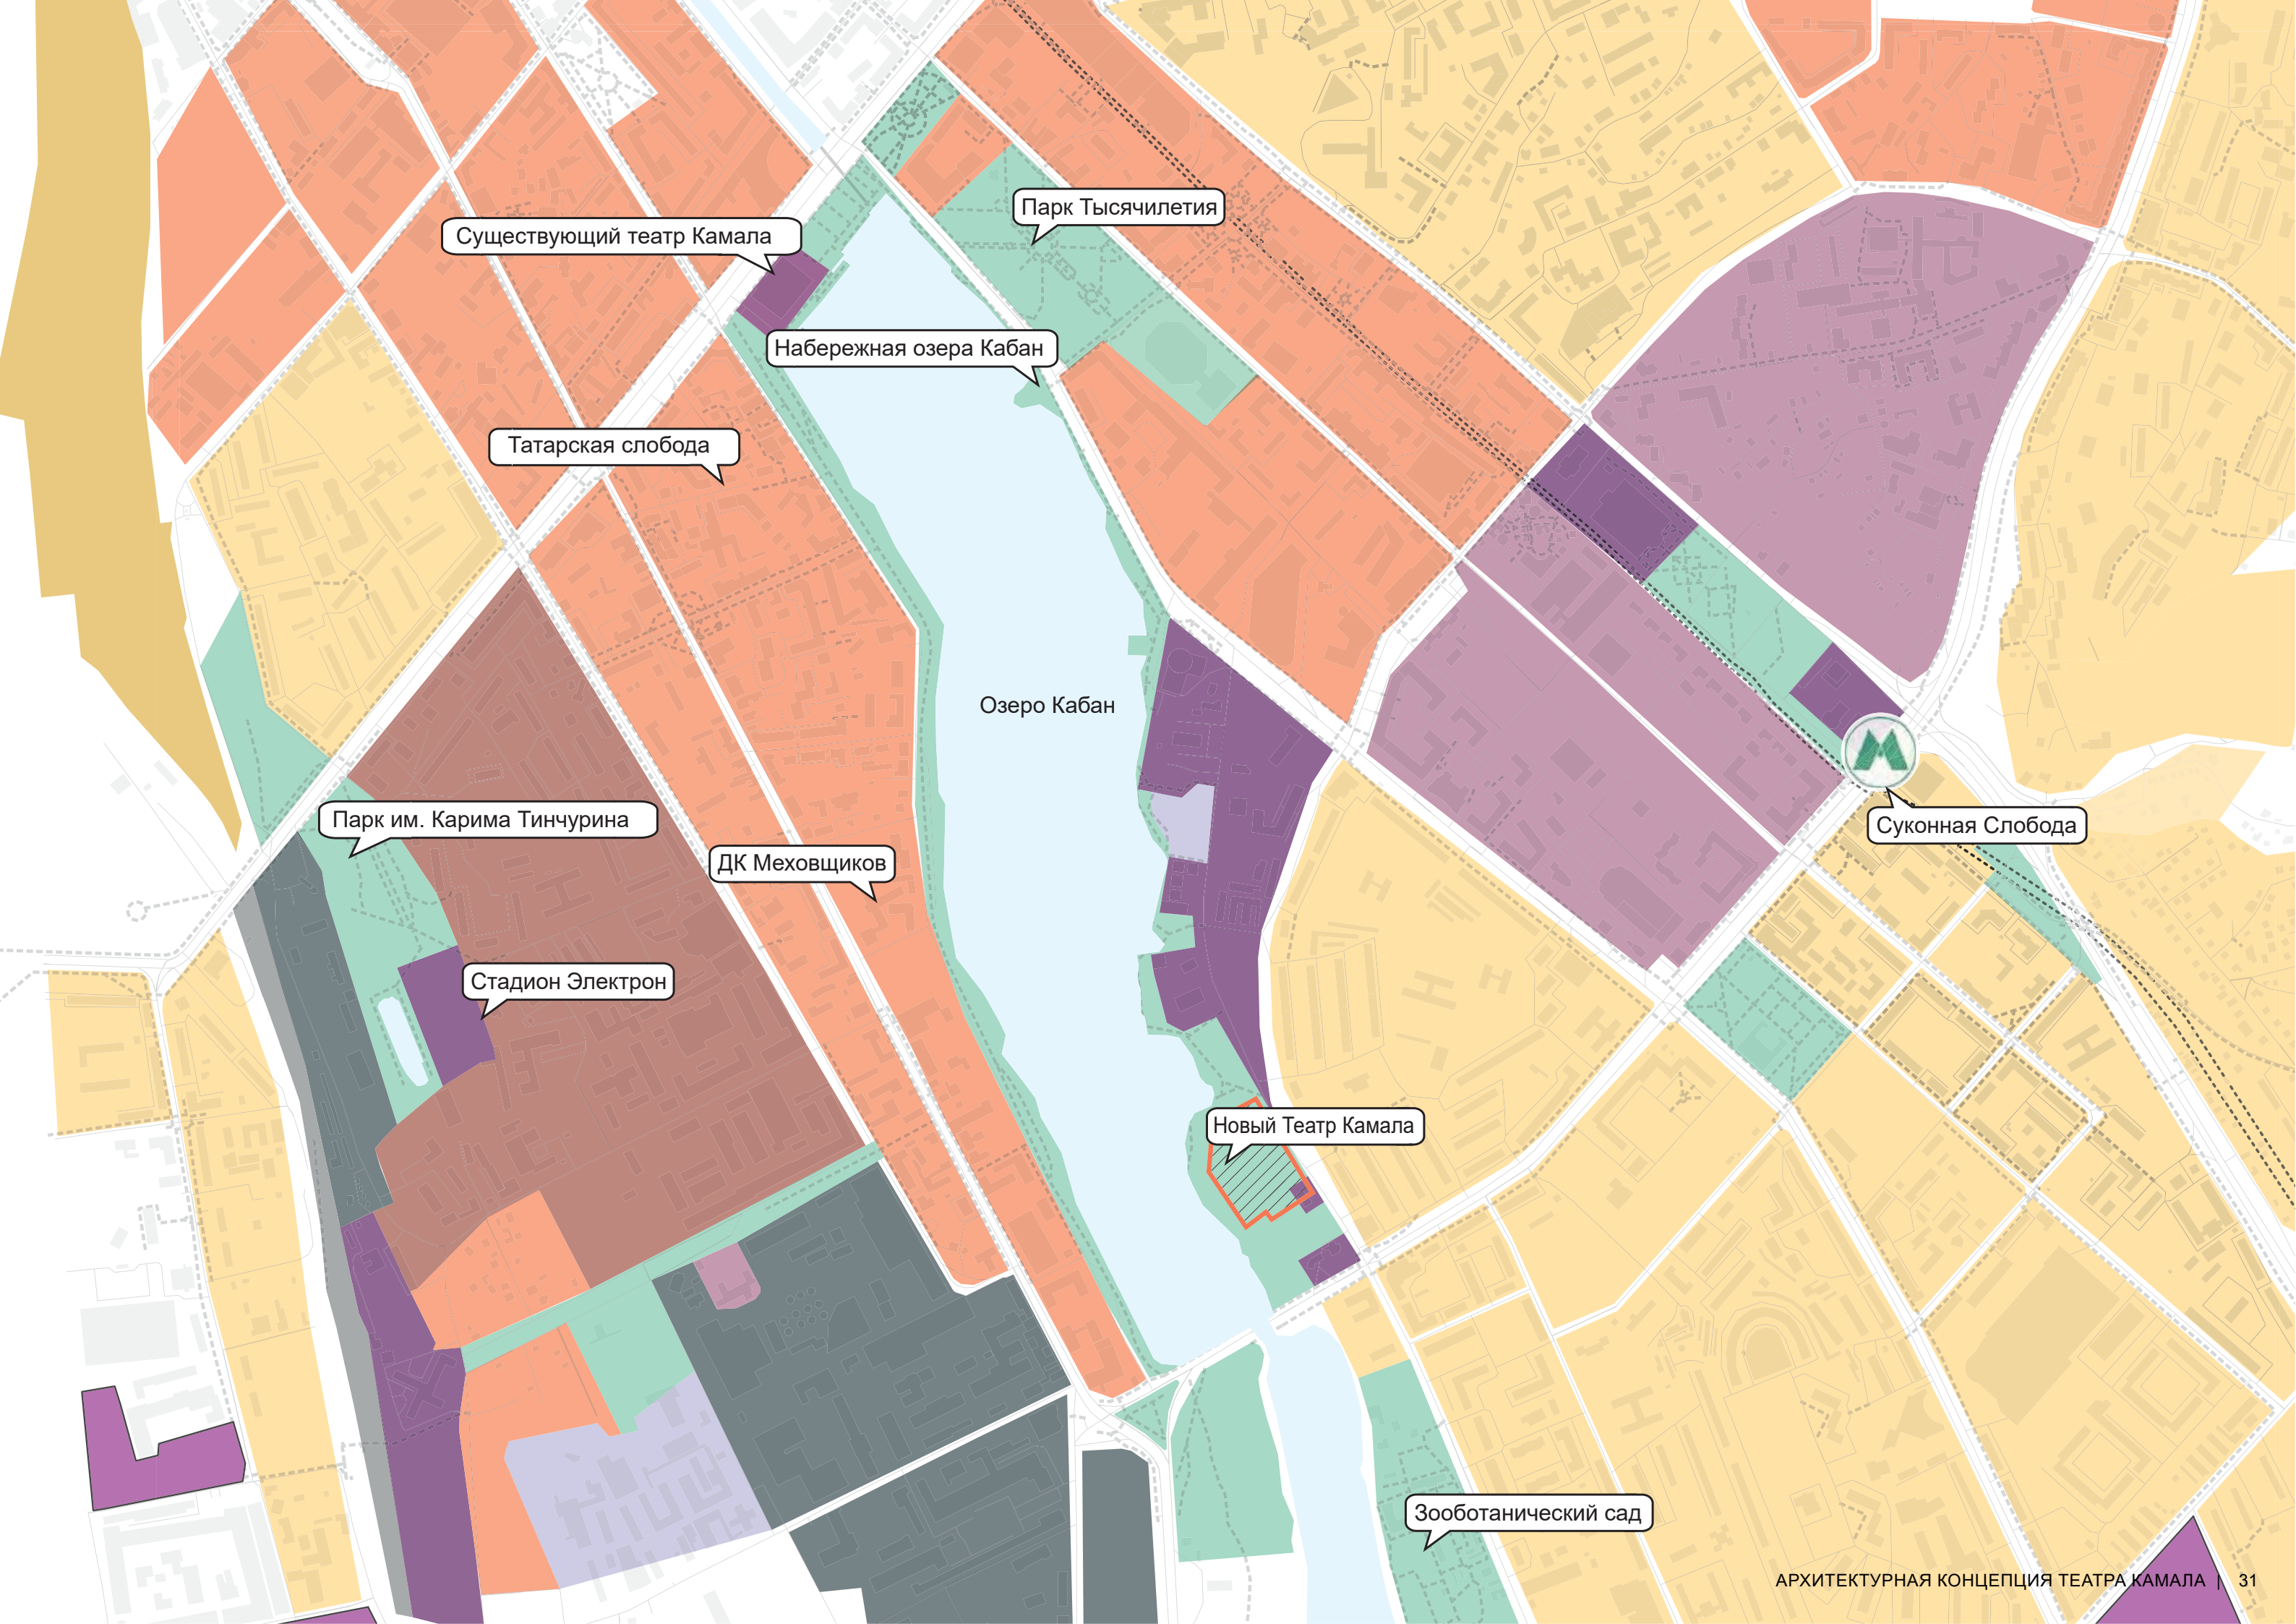 Парк Тысячилетия
Существующий театр Камала
Набережная озера Кабан
Татарская слобода
Озеро Кабан
Парк им. Карима Тинчурина
Суконная Слобода
ДК Меховщиков
Стадион Электрон
Новый Театр Камала
Зооботанический сад
АРХИТЕКТУРНАЯ КОНЦЕПЦИЯ ТЕАТРА КАМАЛА | 31